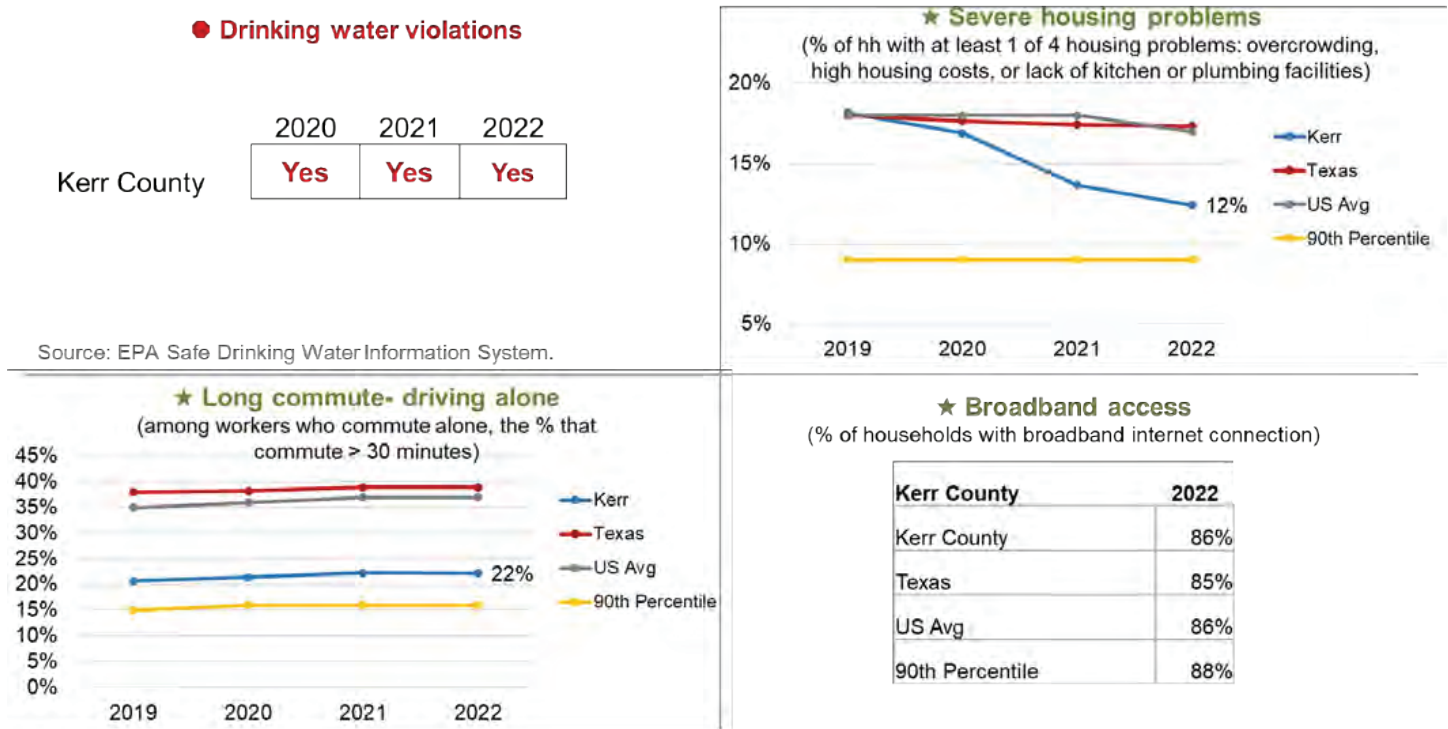 ● Drinking water violations
2020 2021 2022
Kerr County Yes Yes Yes
Source: EPA Safe Drinking Water Information System.
★ Severe housing problems
(% of hh with at least 1 of 4 housing problems: overcrowding,
high housing costs, or lack of kitchen or plumbing facilities)
20%
15%
10%
5%
12%
2019 2020 2021 2022
Kerr
Texas
US Avg
90th Percentile
★ Long commute- driving alone
(among workers who commute alone, the % that
commute > 30 minutes)
45%
40%
35%
30%
25%
20%
15%
10%
5%
0%
22%
2019 2020 2021 2022
Kerr
Texas
US Avg
90th Percentile
★ Broadband access
(% of households with broadband internet connection)
Kerr County 2022
Kerr County 86%
Texas 85%
US Avg 86%
90th Percentile 88%